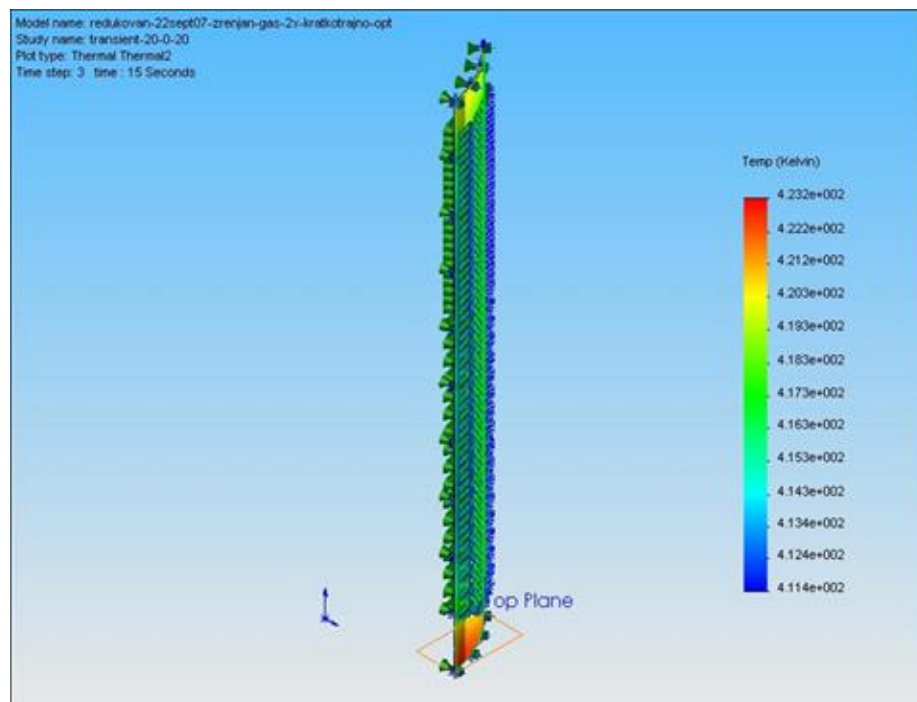 Model name: redukovan-22sept07-zrenjan-gas-2x-kratkotrajno-opt
Study name: transient-20-0-20
Plot type: Thermal Thermal2
Time step: 3 time : 15 Seconds
Temp (Kelvin)
4.232e+002
4.222e+002
4.212e+002
4.203e+002
4.193e+002
4.183e+002
4.173e+002
4.163e+002
4.153e+002
4.143e+002
4.134e+002
4.124e+002
4.114e+002
op Plane